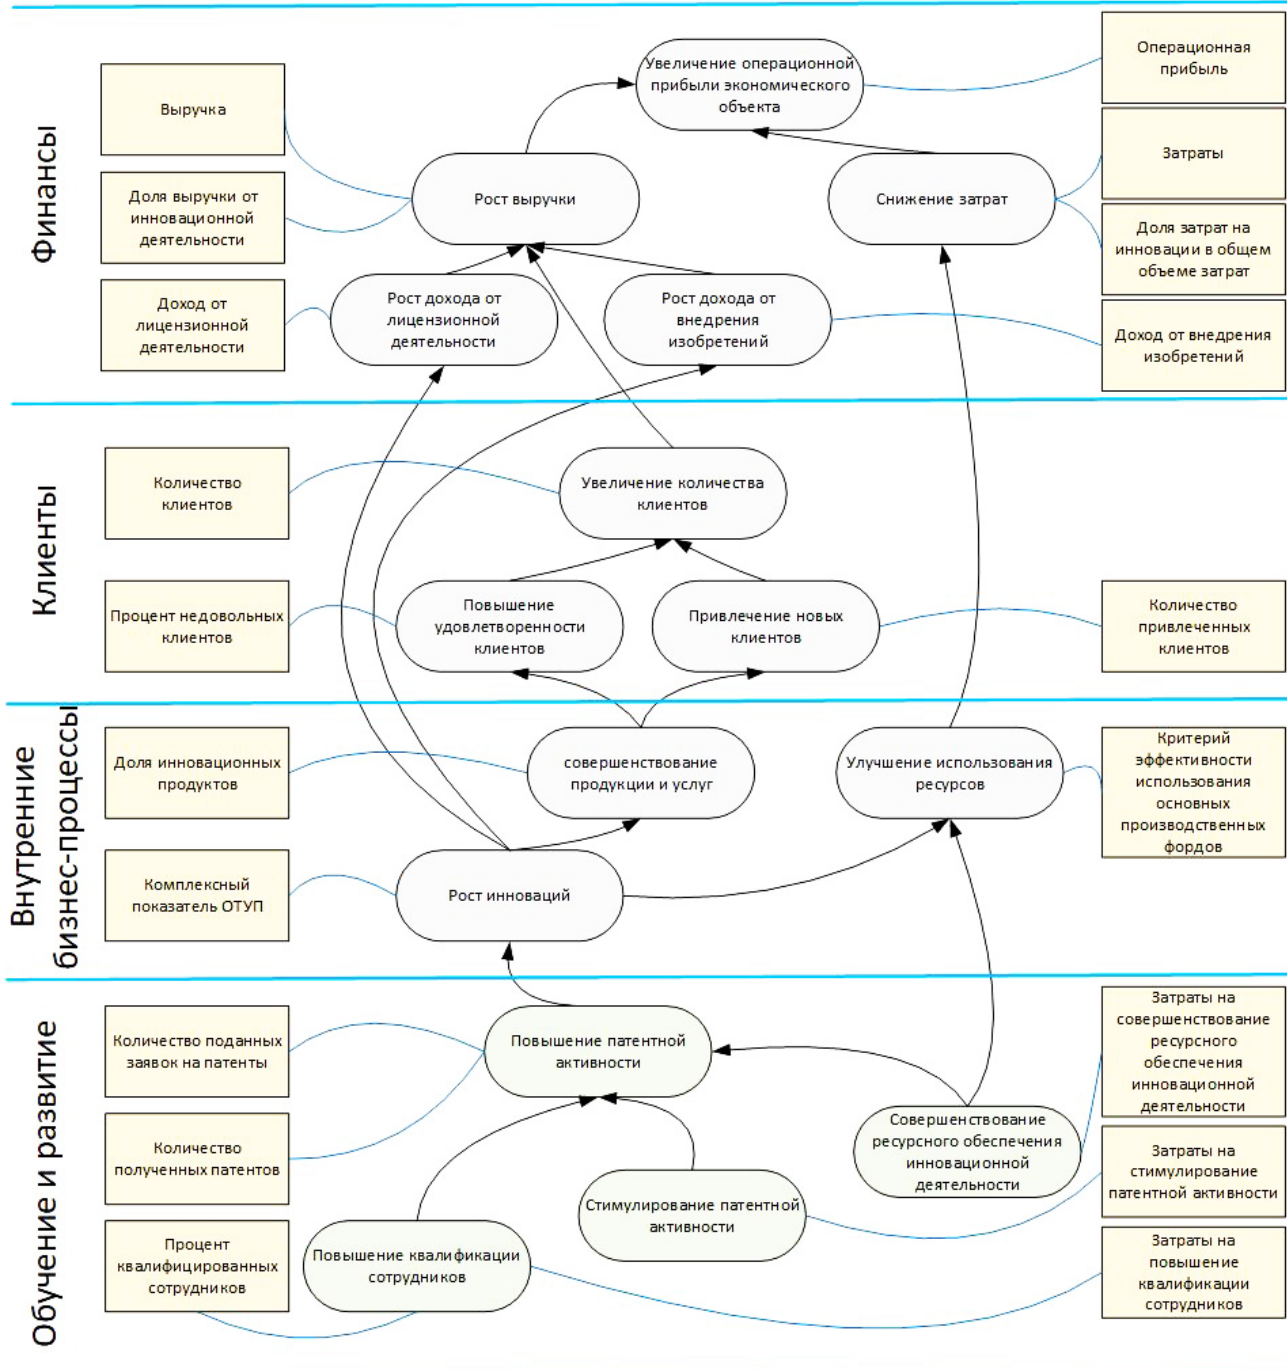 Финансы
Увеличение операционной
прибыли экономического
объекта
Операционная
прибыль
Выручка
Затраты
Рост выручки
Снижение затрат
Доля выручки от
инновационной
деятельности
Доля затрат на
инновации в общем
объеме затрат
Доход от
лицензионной
деятельности
Рост дохода от
лицензионной
деятельности
Рост дохода от
внедрения
изобретений
Доход от внедрения
изобретений
Клиенты
Количество
клиентов
Увеличение количества
клиентов
Процент недовольных
клиентов
Повышение
удовлетворенности
клиентов
Привлечение новых
клиентов
Количество
привлеченных
клиентов
Внутренние
бизнес-процессы
Доля инновационных
продуктов
совершенствование
продукции и услуг
Улучшение использования
ресурсов
Критерий
эффективности
использования
основных
производственных
фордов
Комплексный
показатель ОТУП
Рост инноваций
Обучение и развитие
Количество поданных
заявок на патенты
Повышение патентной
активности
Затраты на
совершенствование
ресурсного
обеспечения
инновационной
деятельности
Количество
полученных патентов
Совершенствование
ресурсного обеспечения
инновационной
деятельности
Затраты на
стимулирование
патентной активности
Стимулирование патентной
активности
Процент
квалифицированных
сотрудников
Повышение квалификации
сотрудников
Затраты на
повышение
квалификации
сотрудников